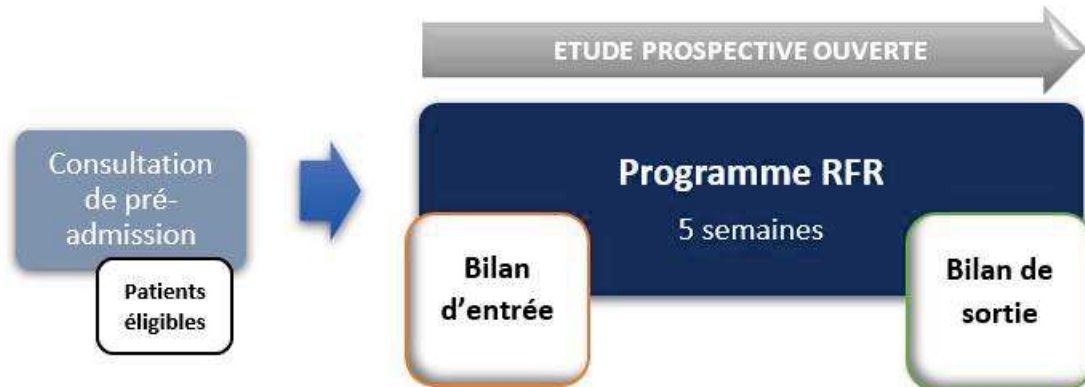 ETUDE PROSPECTIVE OUVERTE
Consultation
de pré-
admission
Patients
éligibles
Programme RFR
5 semaines
Bilan
d'entrée
Bilan de
sortie